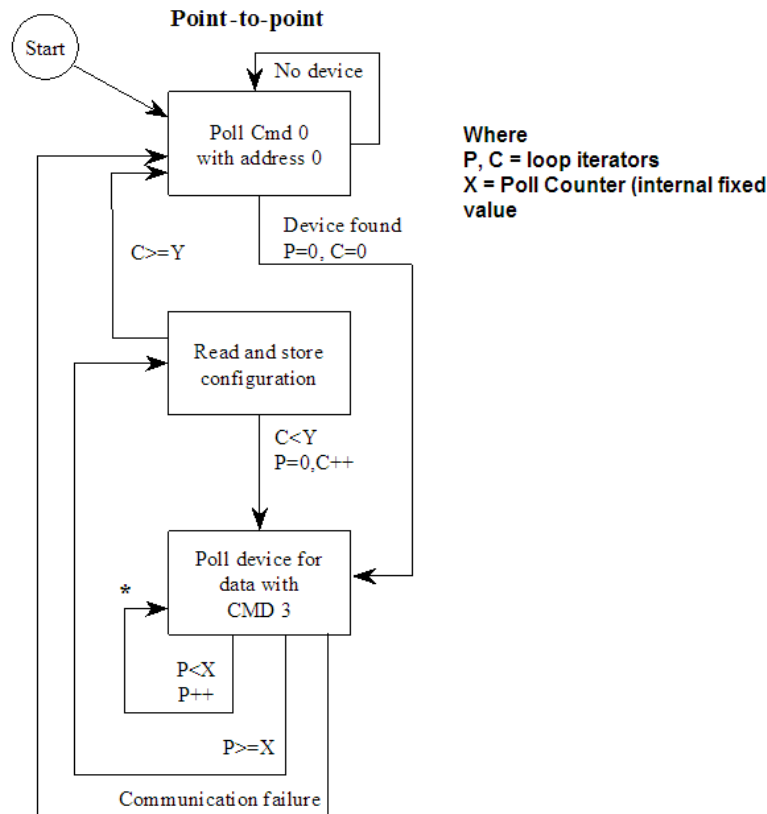 Point-to-point
Start
No device
Poll Cmd 0
with address 0
Where
P, C = loop iterators
X = Poll Counter (internal fixed
value
Device found
P=0, C=0
C>=Y
Read and store
configuration
C<Y
P=0,C++
Poll device for
data with
CMD 3
*
P<X
P++
P>=X
Communication failure